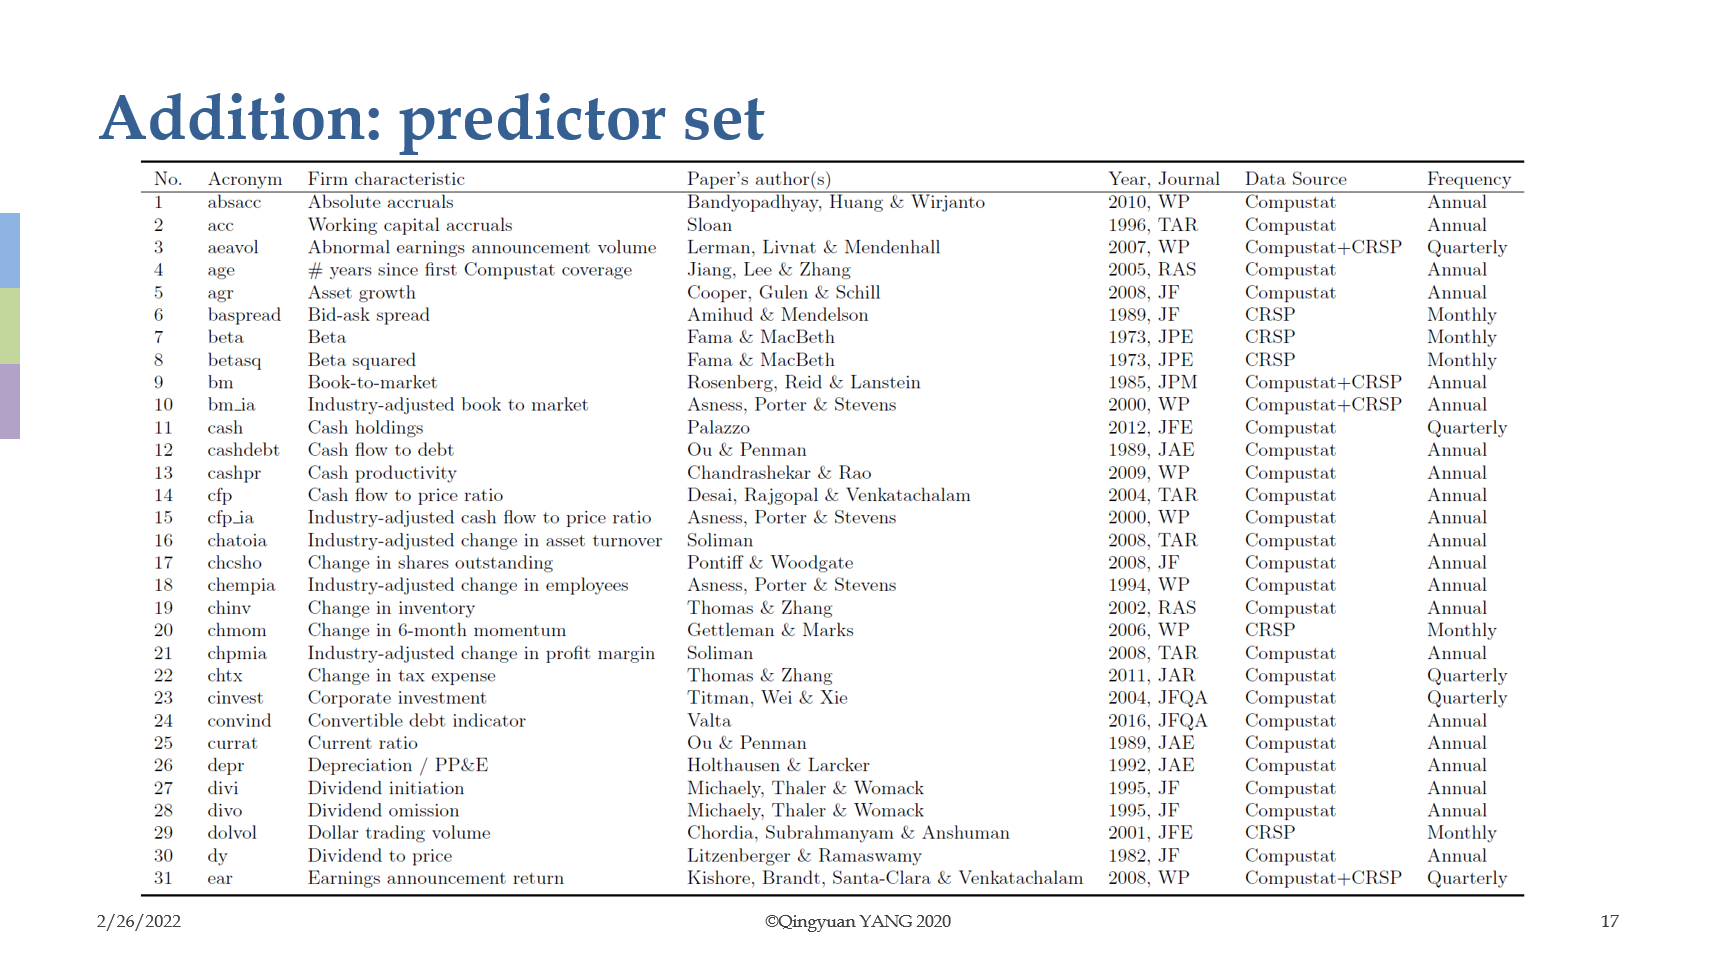 Addition: predictor set
No. Acronym Firm characteristic Paper's author(s) Year, Journal Data Source Frequency
1 absacc Absolute accruals Bandyopadhyay, Huang & Wirjanto 2010, WP Compustat Annual
2 acc Working capital accruals Sloan 1996, TAR Compustat Annual
3 aeavol Abnormal earnings announcement volume Lerman, Livnat & Mendenhall 2007, WP Compustat+CRSP Quarterly
4 age # years since first Compustat coverage Jiang, Lee & Zhang 2005, RAS Compustat Annual
5 agr Asset growth Cooper, Gulen & Schill 2008, JF Compustat Annual
6 baspread Bid-ask spread Amihud & Mendelson 1989, JF CRSP Monthly
7 beta Beta Fama & MacBeth 1973, JPE CRSP Monthly
8 betasq Beta squared Fama & MacBeth 1973, JPE CRSP Monthly
9 bm Book-to-market Rosenberg, Reid & Lanstein 1985, JPM Compustat+CRSP Annual
10 bm_ia Industry-adjusted book to market Asness, Porter & Stevens 2000, WP Compustat+CRSP Annual
11 cash Cash holdings Palazzo 2012, JFE Compustat Quarterly
12 cashdebt Cash flow to debt Ou & Penman 1989, JAE Compustat Annual
13 cashpr Cash productivity Chandrashekar & Rao 2009, WP Compustat Annual
14 cfp Cash flow to price ratio Desai, Rajgopal & Venkatachalam 2004, TAR Compustat Annual
15 cfp_ia Industry-adjusted cash flow to price ratio Asness, Porter & Stevens 2000, WP Compustat Annual
16 chatoia Industry-adjusted change in asset turnover Soliman 2008, TAR Compustat Annual
17 chcsho Change in shares outstanding Pontiff & Woodgate 2008, JF Compustat Annual
18 chempia Industry-adjusted change in employees Asness, Porter & Stevens 1994, WP Compustat Annual
19 chinv Change in inventory Thomas & Zhang 2002, RAS Compustat Annual
20 chmom Change in 6-month momentum Gettleman & Marks 2006, WP CRSP Monthly
21 chpmia Industry-adjusted change in profit margin Soliman 2008, TAR Compustat Annual
22 chtx Change in tax expense Thomas & Zhang 2011, JAR Compustat Quarterly
23 cinvest Corporate investment Titman, Wei & Xie 2004, JFQA Compustat Quarterly
24 convind Convertible debt indicator Valta 2016, JFQA Compustat Annual
25 currat Current ratio Ou & Penman 1989, JAE Compustat Annual
26 depr Depreciation / PP&E Holthausen & Larcker 1992, JAE Compustat Annual
27 divi Dividend initiation Michaely, Thaler & Womack 1995, JF Compustat Annual
28 divo Dividend omission Michaely, Thaler & Womack 1995, JF Compustat Annual
29 dolvol Dollar trading volume Chordia, Subrahmanyam & Anshuman 2001, JFE CRSP Monthly
30 dy Dividend to price Litzenberger & Ramaswamy 1982, JF Compustat Annual
31 ear Earnings announcement return Kishore, Brandt, Santa-Clara & Venkatachalam 2008, WP Compustat+CRSP Quarterly
2/26/2022 ©Qingyuan YANG 2020 17